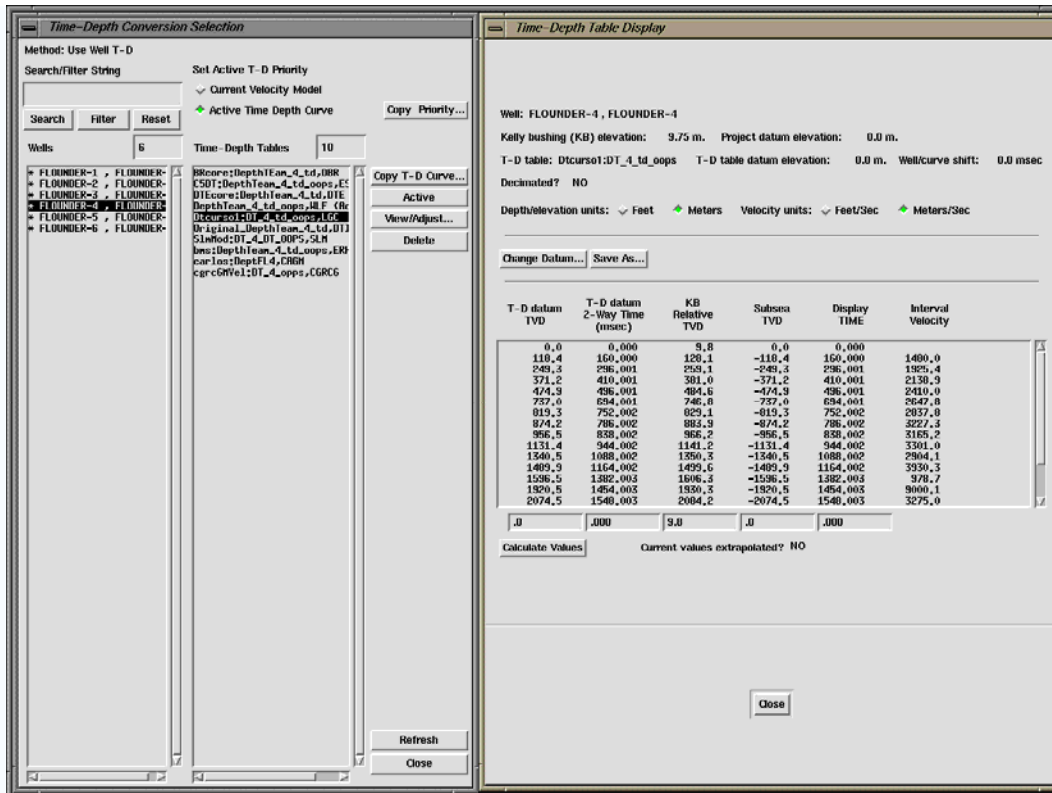 Time-Depth Conversion Selection
Method: Use Well T-D
Search/Filter String
Set Active T-D Priority
Current Velocity Model
Active Time Depth Curve
Copy Priority...
Search
Filter
Reset
Wells
6
Time-Depth Tables
10
* FLOUNDER-1 , FLOUNDER-
* FLOUNDER-2 , FLOUNDER-
* FLOUNDER-3 , FLOUNDER-
* FLOUNDER-4 , FLOUNDER-
* FLOUNDER-5 , FLOUNDER-
* FLOUNDER-6 , FLOUNDER-
BRcore:DepthTEam_4_td,DBR
C5DT:DepthTeam_4_td_oops,ES
DTEcore:DepthTeam_4_td,DTE
DepthTeam_4_td_oops,WLF
Dtcurso1:DT_4_td_oops,LGC
Original_DepthTeam_4_td,DTI
SlmMod:DT_4_DT_OOPS,SLM
bms:DepthTeam_4_td_oops,ERH
carlos:DeptFL4,CAGM
cgrcGMVel:DT_4_opps,CGRCG
Copy T-D Curve...
Active
View/Adjust...
Delete
Refresh
Close
Time-Depth Table Display
Well: FLOUNDER-4 , FLOUNDER-4
Kelly bushing (KB) elevation: 9.75 m. Project datum elevation: 0.0 m.
T-D table: Dtcurso1:DT_4_td_oops T-D table datum elevation: 0.0 m. Well/curve shift: 0.0 msec
Decimated? NO
Depth/elevation units: Feet Meters Velocity units: Feet/Sec Meters/Sec
Change Datum... Save As...
T-D datum TVD
T-D datum 2-Way Time (msec)
KB Relative TVD
Subsea TVD
Display TIME
Interval Velocity
0.0 0.000 9.8 0.0 0.000
118.4 160.000 128.1 -118.4 160.000 1480.0
249.3 296.001 259.1 -249.3 296.001 1925.4
371.2 410.001 381.0 -371.2 410.001 2138.9
474.9 496.001 484.6 -474.9 496.001 2410.0
737.0 694.001 746.8 -737.0 694.001 2647.8
819.3 752.002 829.1 -819.3 752.002 2837.8
874.2 786.002 883.9 -874.2 786.002 3227.3
956.5 838.002 966.2 -956.5 838.002 3165.2
1131.4 944.002 1141.2 -1131.4 944.002 3301.0
1340.5 1088.002 1350.3 -1340.5 1088.002 2904.1
1489.9 1164.002 1499.6 -1489.9 1164.002 3930.3
1596.5 1382.003 1606.3 -1596.5 1382.003 978.7
1920.5 1454.003 1930.3 -1920.5 1454.003 9000.1
2074.5 1548.003 2084.2 -2074.5 1548.003 3275.0
.0 .000 9.8 .0 .000
Calculate Values
Current values extrapolated? NO
Close